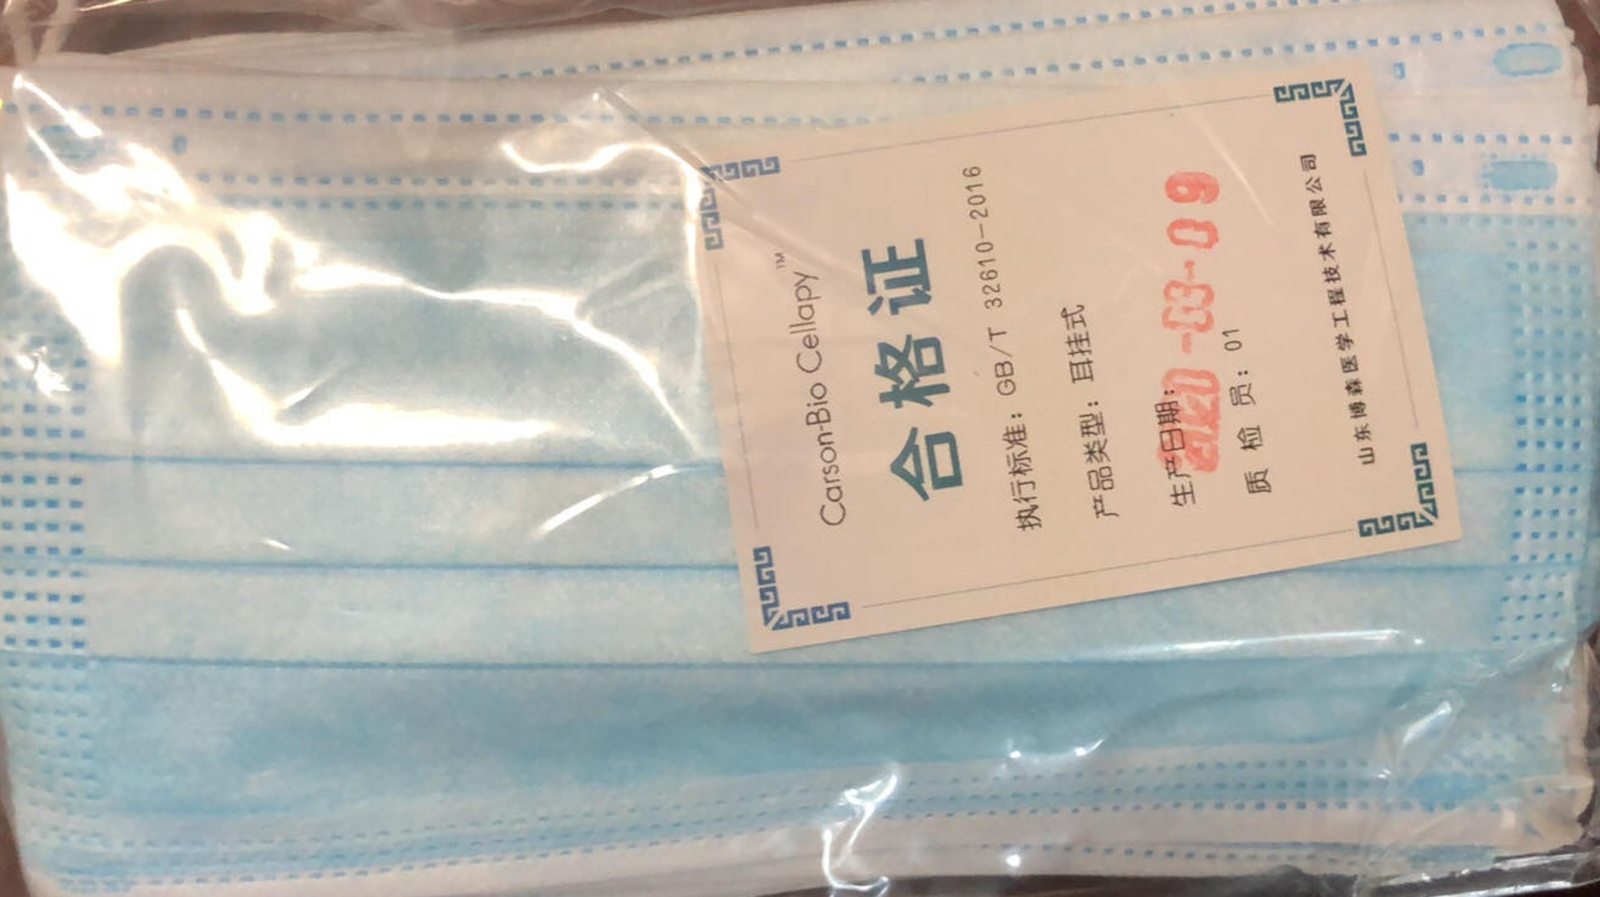 Carson-Bio Cellapy™
合格证
执行标准：GB/T 32610-2016
产品类型：耳挂式
生产日期：2020-03-09
质 检 员：01
山东博森医学工程技术有限公司